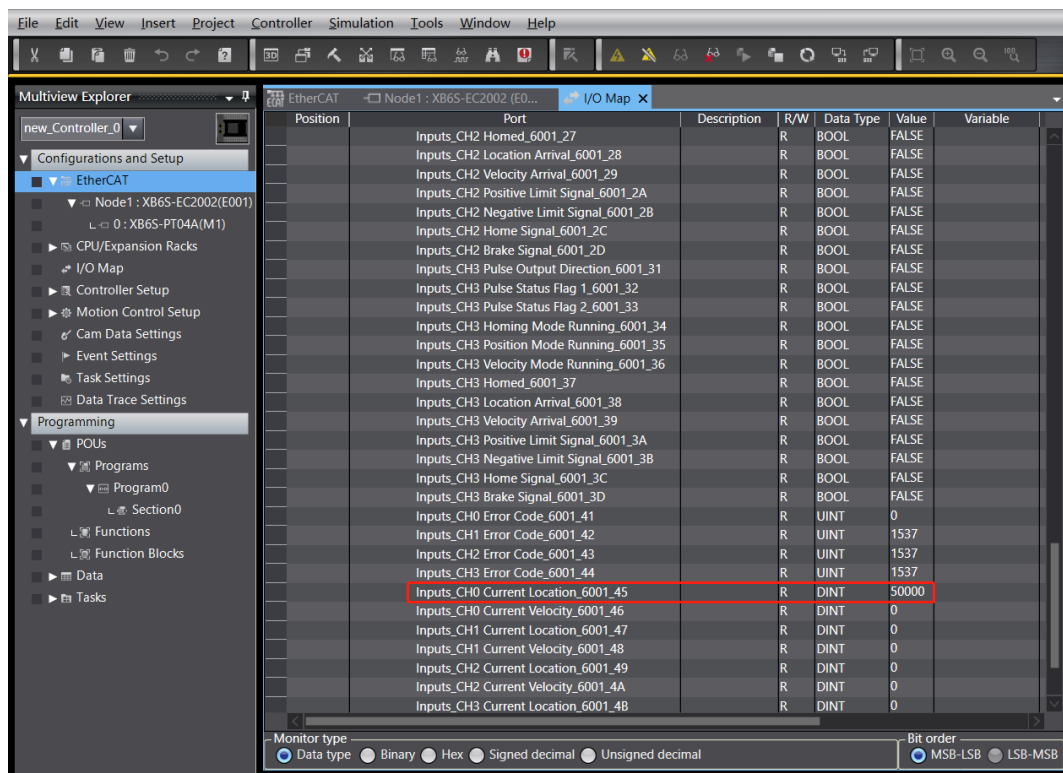 File Edit View Insert Project Controller Simulation Tools Window Help
Multiview Explorer
new_Controller_0
Configurations and Setup
EtherCAT
Node1 : XB6S-EC2002(E001)
0 : XB6S-PT04A(M1)
CPU/Expansion Racks
I/O Map
Controller Setup
Motion Control Setup
Cam Data Settings
Event Settings
Task Settings
Data Trace Settings
Programming
POUs
Programs
Program0
Section0
Functions
Function Blocks
Data
Tasks
EtherCAT Node1 : XB6S-EC2002 (E0... I/O Map
Position Port Description R/W Data Type Value Variable
Inputs_CH2 Homed_6001_27 R BOOL FALSE
Inputs_CH2 Location Arrival_6001_28 R BOOL FALSE
Inputs_CH2 Velocity Arrival_6001_29 R BOOL FALSE
Inputs_CH2 Positive Limit Signal_6001_2A R BOOL FALSE
Inputs_CH2 Negative Limit Signal_6001_2B R BOOL FALSE
Inputs_CH2 Home Signal_6001_2C R BOOL FALSE
Inputs_CH2 Brake Signal_6001_2D R BOOL FALSE
Inputs_CH3 Pulse Output Direction_6001_31 R BOOL FALSE
Inputs_CH3 Pulse Status Flag 1_6001_32 R BOOL FALSE
Inputs_CH3 Pulse Status Flag 2_6001_33 R BOOL FALSE
Inputs_CH3 Homing Mode Running_6001_34 R BOOL FALSE
Inputs_CH3 Position Mode Running_6001_35 R BOOL FALSE
Inputs_CH3 Velocity Mode Running_6001_36 R BOOL FALSE
Inputs_CH3 Homed_6001_37 R BOOL FALSE
Inputs_CH3 Location Arrival_6001_38 R BOOL FALSE
Inputs_CH3 Velocity Arrival_6001_39 R BOOL FALSE
Inputs_CH3 Positive Limit Signal_6001_3A R BOOL FALSE
Inputs_CH3 Negative Limit Signal_6001_3B R BOOL FALSE
Inputs_CH3 Home Signal_6001_3C R BOOL FALSE
Inputs_CH3 Brake Signal_6001_3D R BOOL FALSE
Inputs_CH0 Error Code_6001_41 R UINT 0
Inputs_CH1 Error Code_6001_42 R UINT 1537
Inputs_CH2 Error Code_6001_43 R UINT 1537
Inputs_CH3 Error Code_6001_44 R UINT 1537
Inputs_CH0 Current Location_6001_45 R DINT 50000
Inputs_CH0 Current Velocity_6001_46 R DINT 0
Inputs_CH1 Current Location_6001_47 R DINT 0
Inputs_CH1 Current Velocity_6001_48 R DINT 0
Inputs_CH2 Current Location_6001_49 R DINT 0
Inputs_CH2 Current Velocity_6001_4A R DINT 0
Inputs_CH3 Current Location_6001_4B R DINT 0
Monitor type Bit order
Data type Binary Hex Signed decimal Unsigned decimal MSB-LSB LSB-MSB